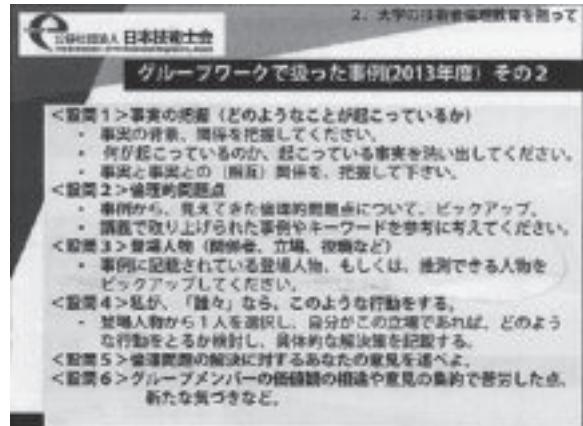 2. 大学の技術者倫理教育を担って
公益社団法人 日本技術士会
グループワークで扱った事例(2013年度) その2
<設問1>事実の把握(どのようなことが起こっているか)
・ 事実の背景、関係を把握してください。
・ 何が起こっているのか、起こっている事実を洗い出してください。
・ 事実と事実との(相互)関係を、把握して下さい。
<設問2>倫理的問題点
・ 事例から、見えてきた倫理的問題点について、ピックアップ。
・ 講義で取り上げられた事例やキーワードを参考に考えてください。
<設問3>登場人物(関係者、立場、役職など)
・ 事例に記載されている登場人物、もしくは、推測できる人物を
ピックアップしてください。
<設問4>私が、「誰々」なら、このような行動をする。
・ 登場人物から1人を選択し、自分がこの立場であれば、どのよう
な行動をとるか検討し、具体的な解決策を記載する。
<設問5>倫理問題の解決に対するあなたの意見を述べよ。
<設問6>グループメンバーの価値観の相違や意見の集約で苦労した点、
新たな気づきなど。